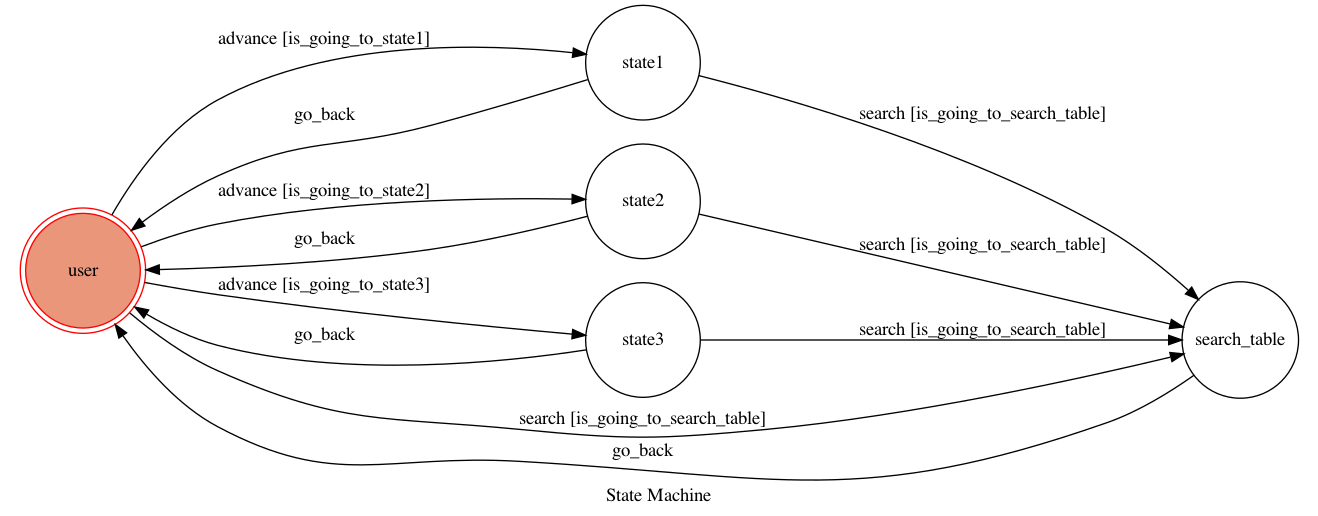 advance [is_going_to_state1]
state1
go_back
search [is_going_to_search_table]
advance [is_going_to_state2]
state2
go_back
search [is_going_to_search_table]
user
advance [is_going_to_state3]
go_back
state3
search [is_going_to_search_table]
search_table
search [is_going_to_search_table]
go_back
State Machine